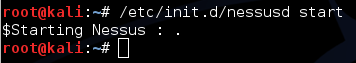 root@kali:~# /etc/init.d/nessusd start
$Starting Nessus : .
root@kali:~#